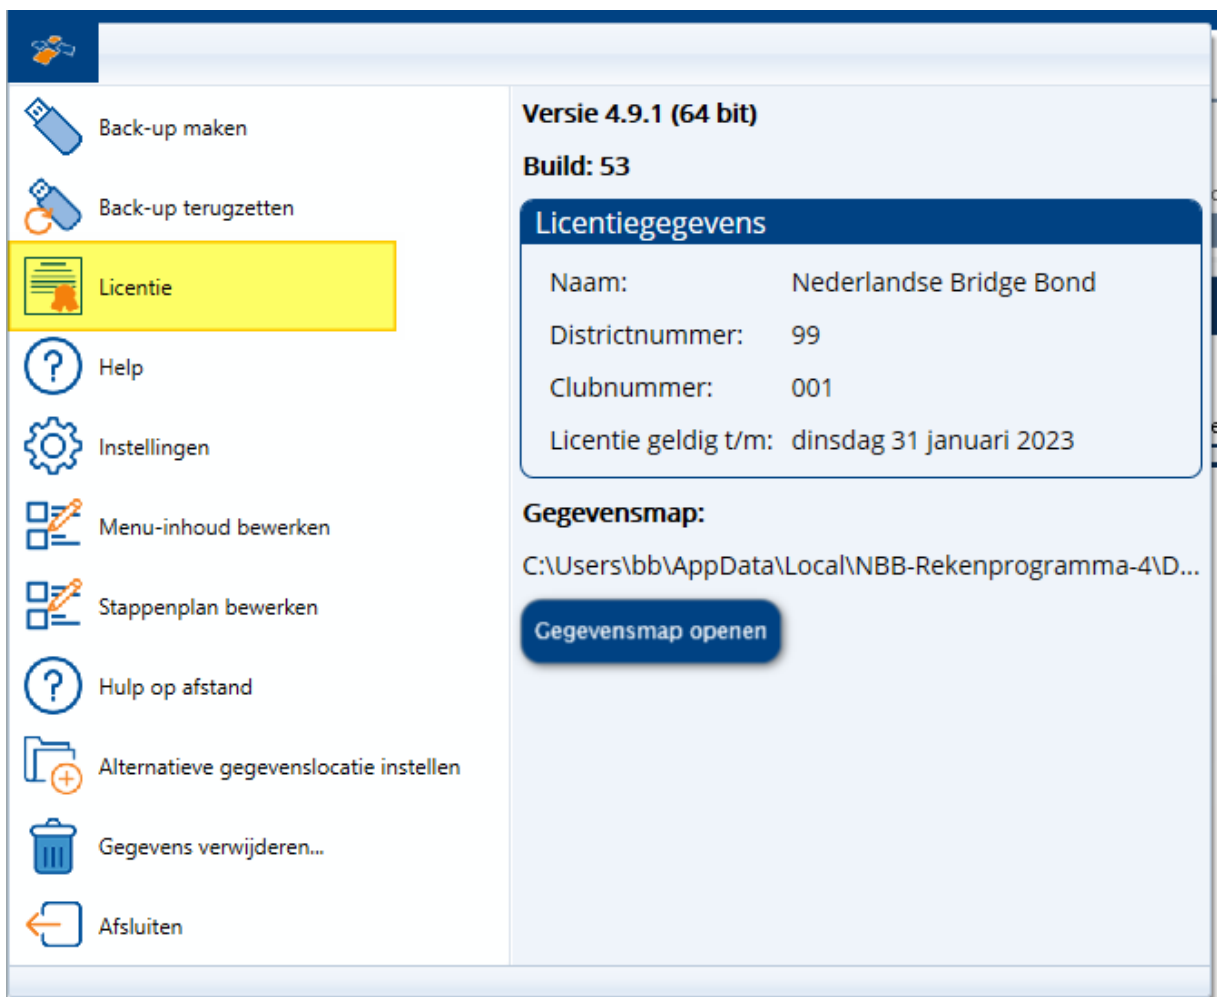 Back-up maken
Back-up terugzetten
Licentie
Help
Instellingen
Menu-inhoud bewerken
Stappenplan bewerken
Hulp op afstand
Alternatieve gegevenslocatie instellen
Gegevens verwijderen...
Afsluiten
Versie 4.9.1 (64 bit)
Build: 53
Licentiegegevens
Naam: Nederlandse Bridge Bond
Districtnummer: 99
Clubnummer: 001
Licentie geldig t/m: dinsdag 31 januari 2023
Gegevensmap:
C:\Users\bb\AppData\Local\NBB-Rekenprogramma-4\D...
Gegevensmap openen